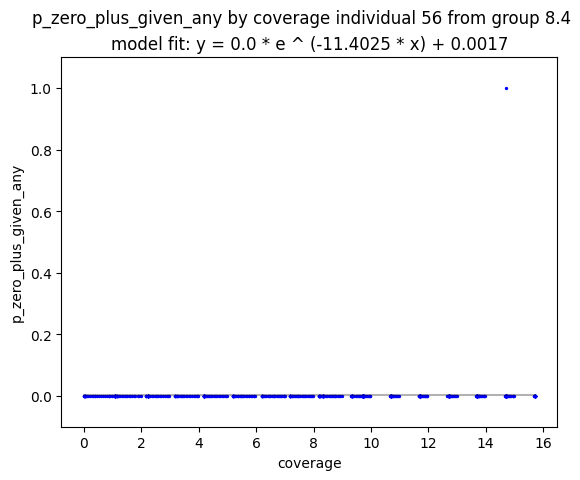 p_zero_plus_given_any by coverage individual 56 from group 8.4
model fit: y = 0.0 * e ^ (-11.4025 * x) + 0.0017
1.0
0.8
0.6
0.4
0.2
0.0
p_zero_plus_given_any
0 2 4 6 8 10 12 14 16
coverage